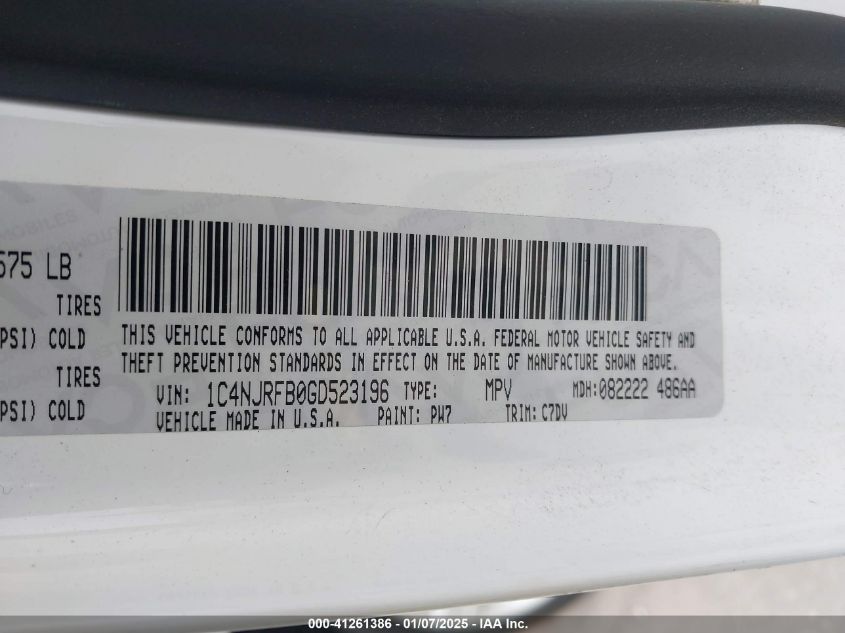 575 LB
TIRES
PSI) COLD
TIRES
PSI) COLD
THIS VEHICLE CONFORMS TO ALL APPLICABLE U.S.A. FEDERAL MOTOR VEHICLE SAFETY AND
THEFT PREVENTION STANDARDS IN EFFECT ON THE DATE OF MANUFACTURE SHOWN ABOVE.
VIN: 1C4NJRFB0GD523196 TYPE: MPV MDH:082222 486AA
VEHICLE MADE IN U.S.A. PAINT: PW7 TRIM: C7DV
000-41261386 - 01/07/2025 - IAA Inc.